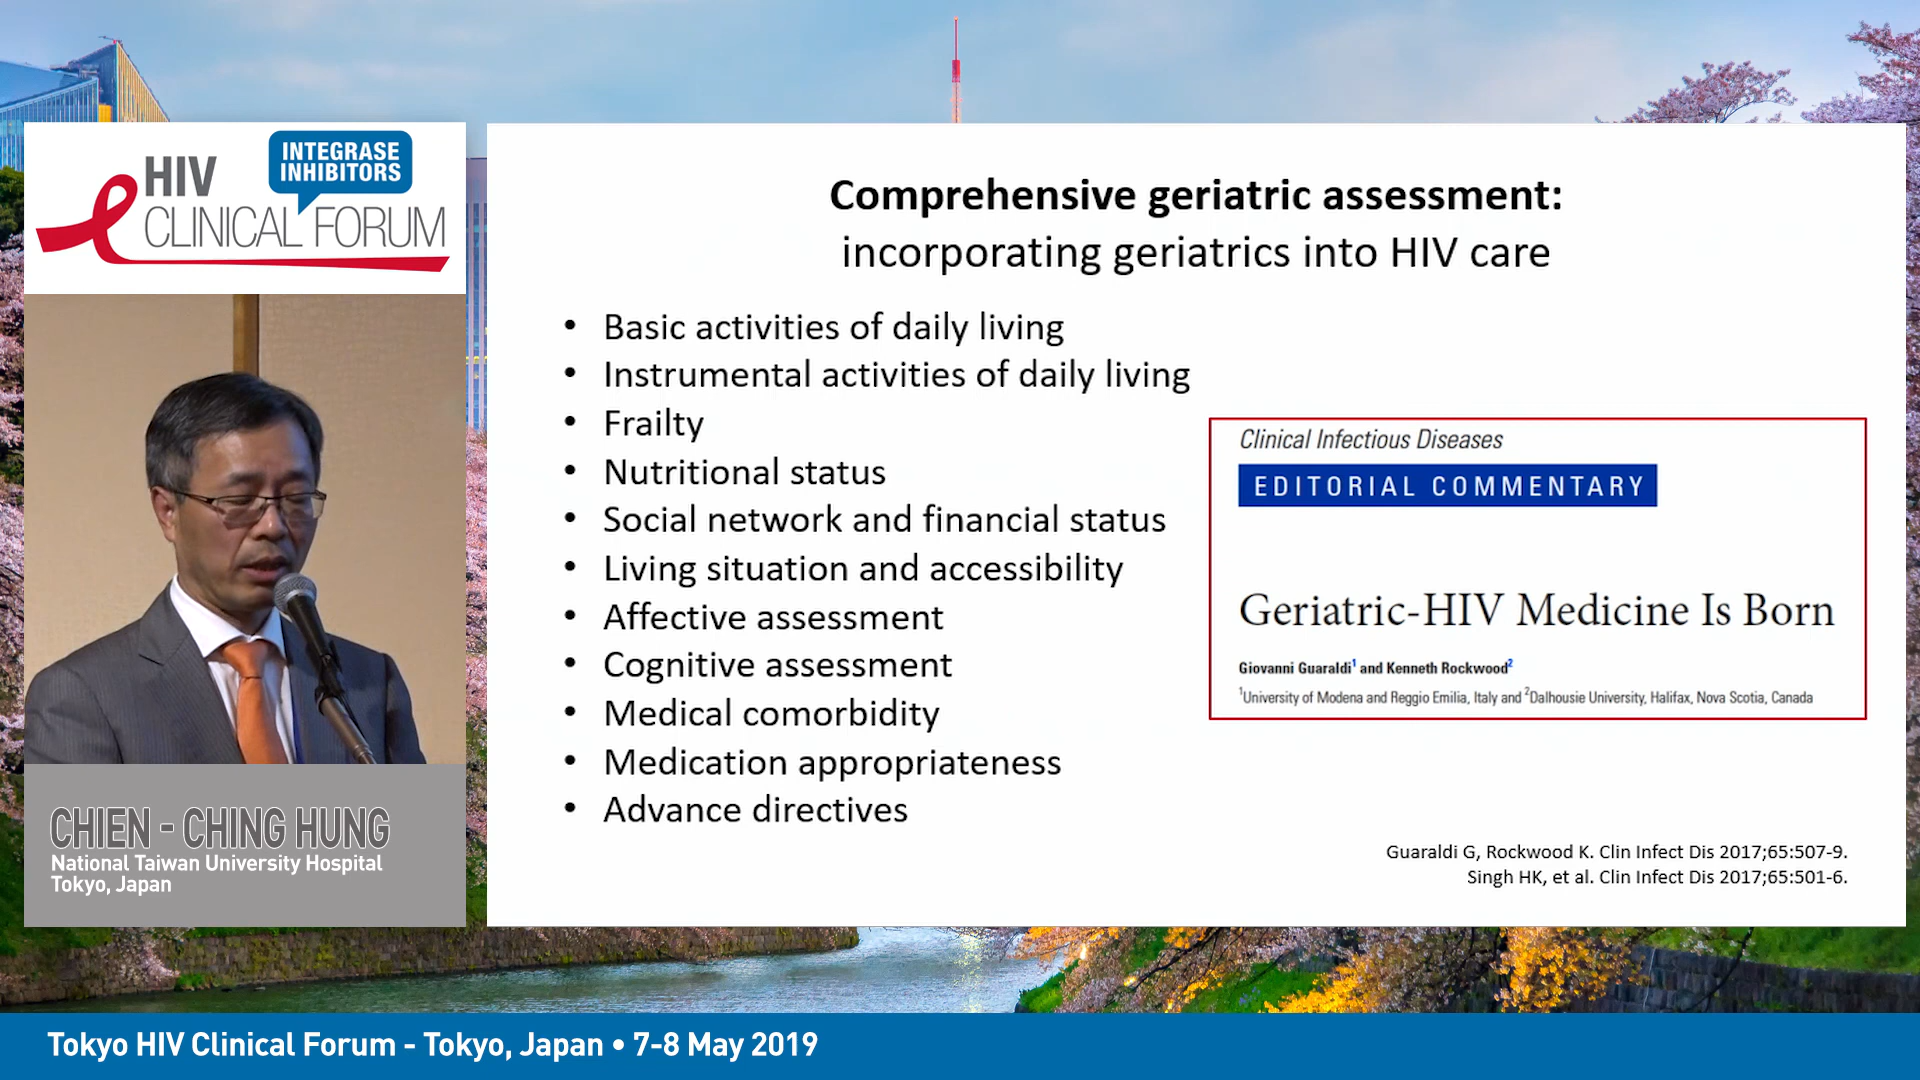 HIV
INTEGRASE
INHIBITORS
CLINICAL FORUM
CHIEN - CHING HUNG
National Taiwan University Hospital
Tokyo, Japan
Comprehensive geriatric assessment:
incorporating geriatrics into HIV care
• Basic activities of daily living
• Instrumental activities of daily living
• Frailty
• Nutritional status
• Social network and financial status
• Living situation and accessibility
• Affective assessment
• Cognitive assessment
• Medical comorbidity
• Medication appropriateness
• Advance directives
Clinical Infectious Diseases
EDITORIAL COMMENTARY
Geriatric-HIV Medicine Is Born
Giovanni Guaraldi1 and Kenneth Rockwood2
1University of Modena and Reggio Emilia, Italy and 2Dalhousie University, Halifax, Nova Scotia, Canada
Guaraldi G, Rockwood K. Clin Infect Dis 2017;65:507-9.
Singh HK, et al. Clin Infect Dis 2017;65:501-6.
Tokyo HIV Clinical Forum - Tokyo, Japan • 7-8 May 2019